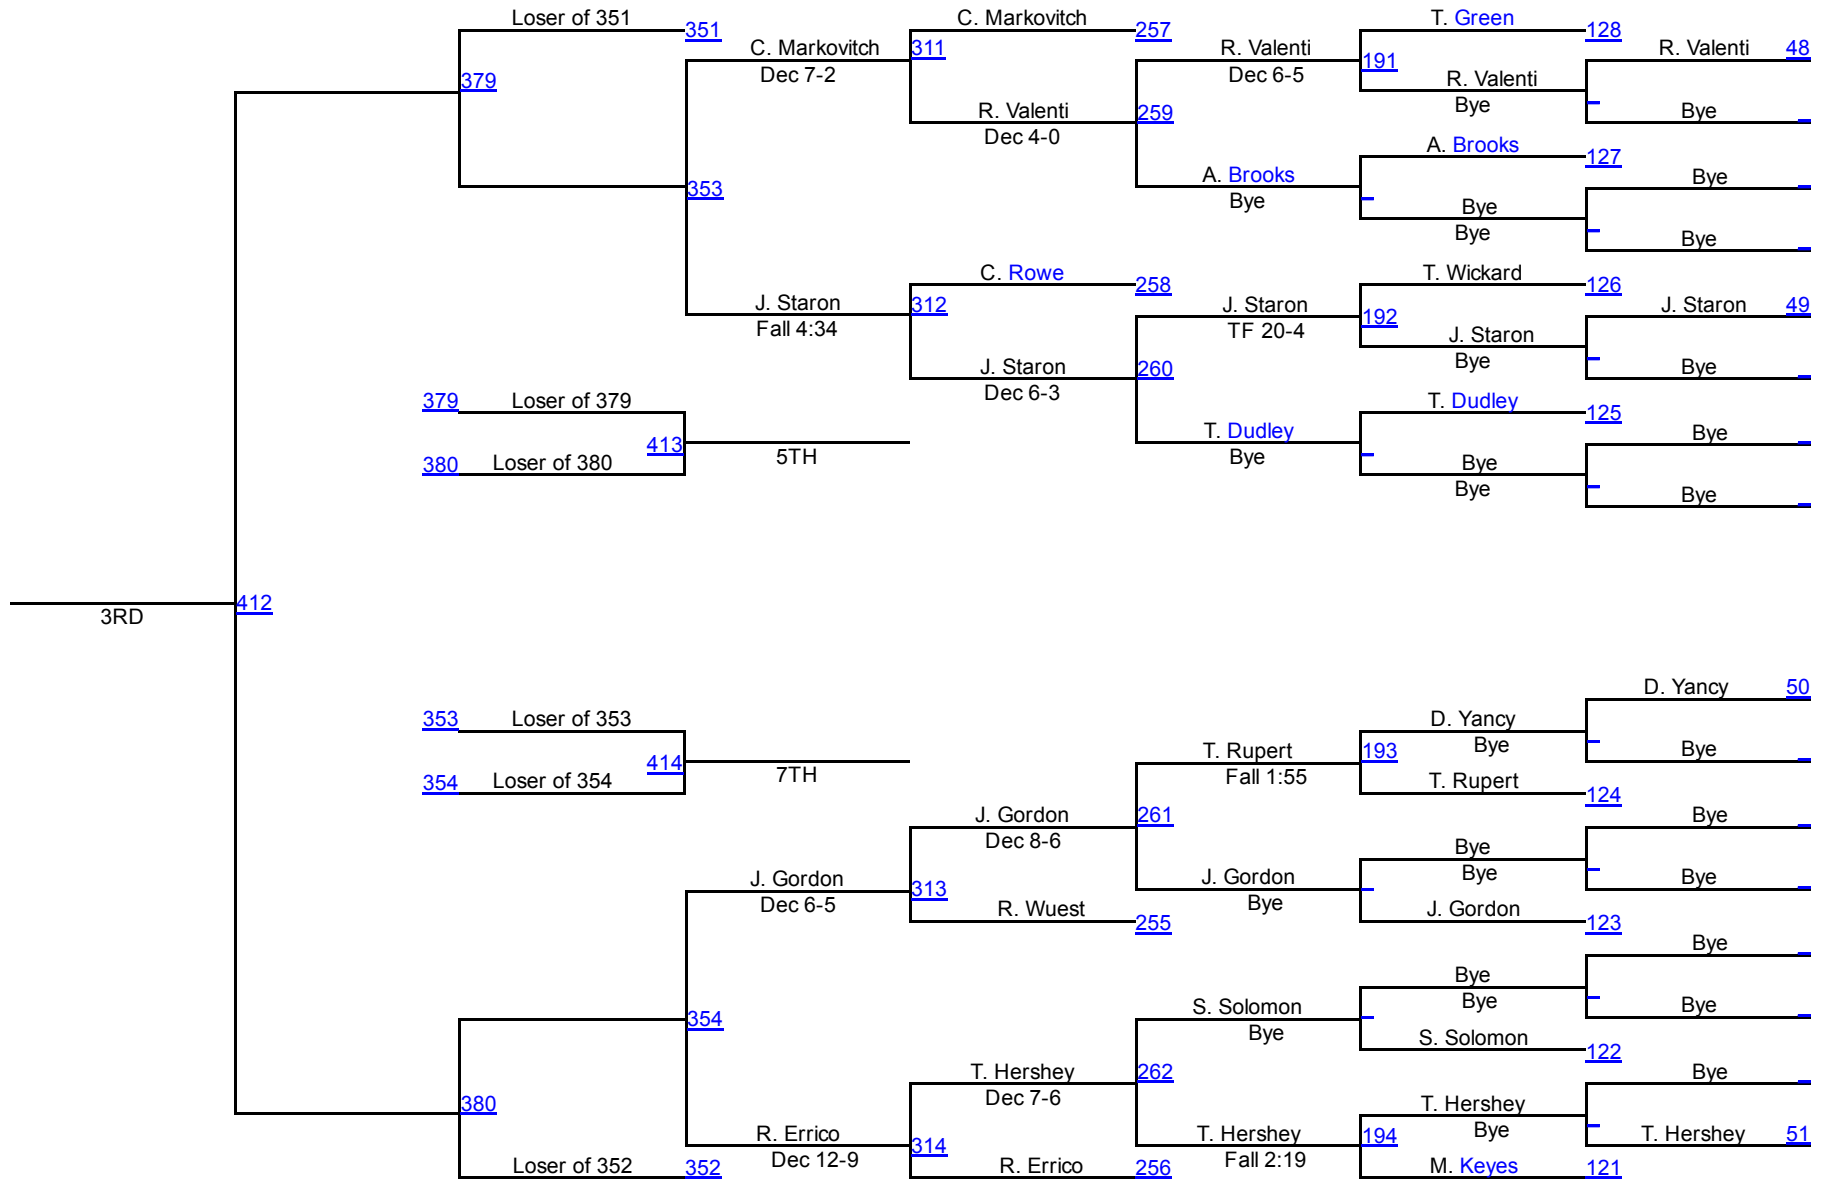 Loser of 351
351
C. Markovitch
257
T. Green
128
C. Markovitch
311
R. Valenti
R. Valenti
48
Dec 7-2
Dec 6-5
191
379
R. Valenti
Bye
R. Valenti
259
Bye
Dec 4-0
A. Brooks
127
353
A. Brooks
Bye
Bye
Bye
Bye
Bye
C. Rowe
258
T. Wickard
126
J. Staron
312
J. Staron
J. Staron
49
Fall 4:34
TF 20-4
192
J. Staron
Bye
J. Staron
260
Bye
Dec 6-3
379
Loser of 379
T. Dudley
125
413
T. Dudley
Bye
380
Loser of 380
5TH
Bye
Bye
Bye
Bye
412
3RD
D. Yancy
50
353
Loser of 353
D. Yancy
Bye
414
7TH
T. Rupert
193
Bye
354
Loser of 354
Fall 1:55
T. Rupert
124
J. Gordon
261
Bye
Dec 8-6
Bye
Bye
J. Gordon
313
J. Gordon
Bye
Dec 6-5
Bye
R. Wuest
255
J. Gordon
123
Bye
Bye
Bye
354
S. Solomon
Bye
Bye
S. Solomon
122
T. Hershey
262
Bye
Dec 7-6
380
T. Hershey
Bye
R. Errico
314
T. Hershey
194
T. Hershey
51
Dec 12-9
Fall 2:19
Loser of 352
352
R. Errico
256
M. Keyes
121